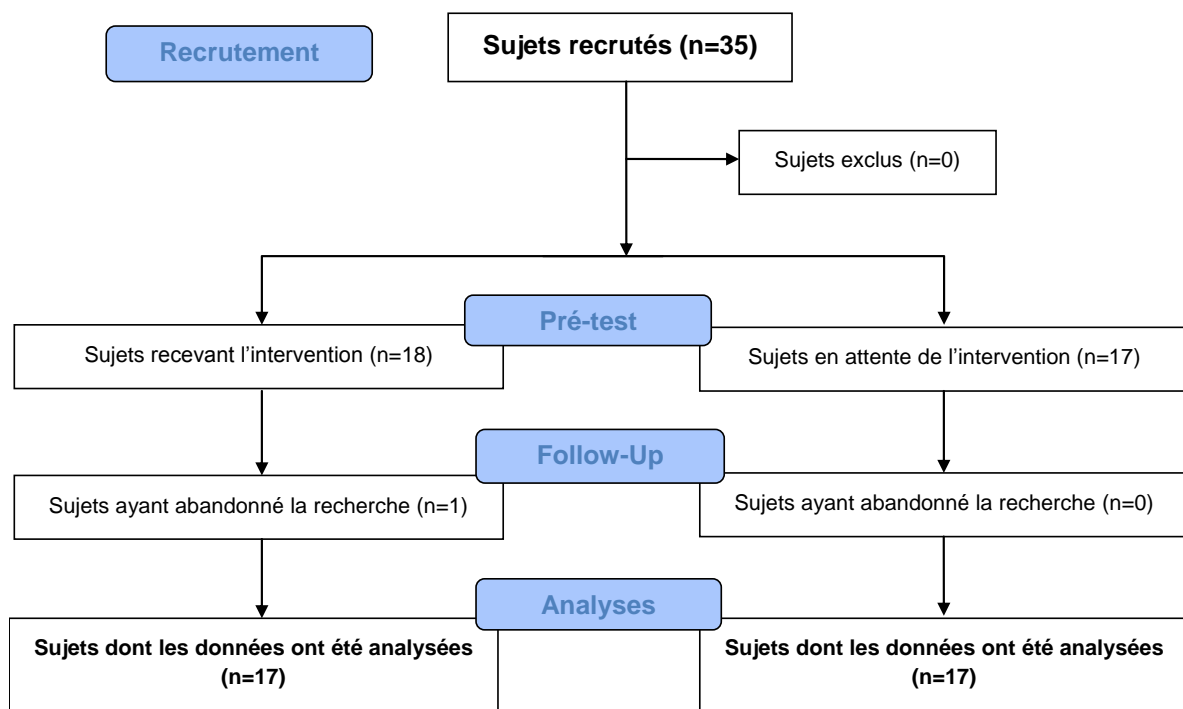 Recrutement
Sujets recrutés (n=35)
Sujets exclus (n=0)
Pré-test
Sujets recevant l’intervention (n=18)
Sujets en attente de l’intervention (n=17)
Follow-Up
Sujets ayant abandonné la recherche (n=1)
Sujets ayant abandonné la recherche (n=0)
Analyses
Sujets dont les données ont été analysées
(n=17)
Sujets dont les données ont été analysées
(n=17)